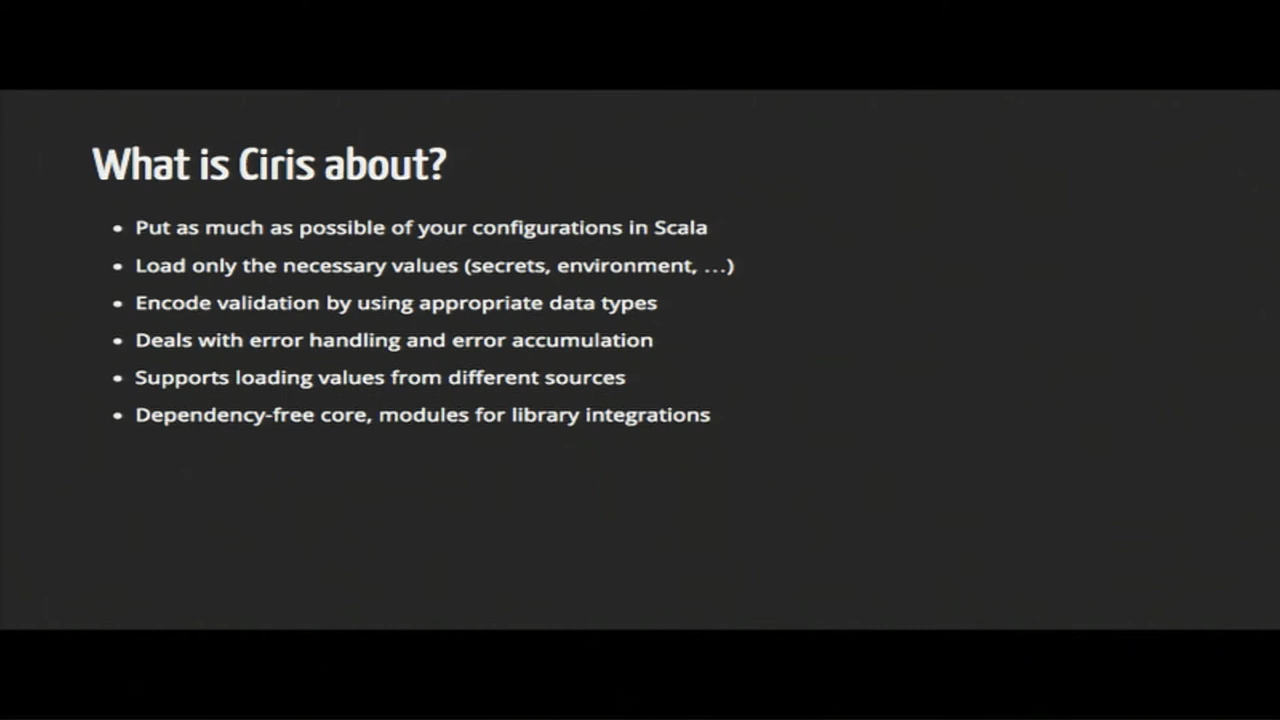 What is Ciris about?
• Put as much as possible of your configurations in Scala
• Load only the necessary values (secrets, environment, …)
• Encode validation by using appropriate data types
• Deals with error handling and error accumulation
• Supports loading values from different sources
• Dependency-free core, modules for library integrations